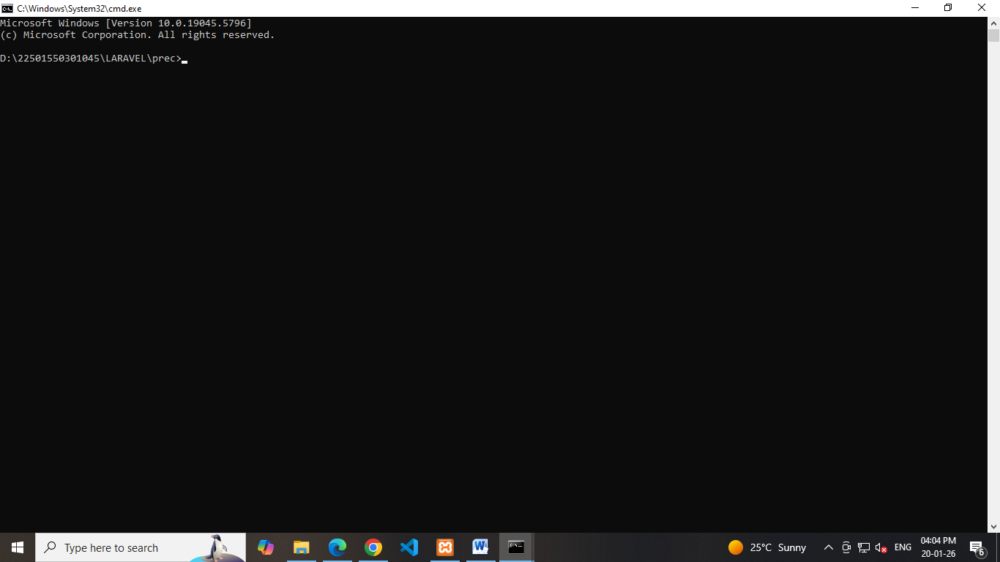 C:\Windows\System32\cmd.exe
Microsoft Windows [Version 10.0.19045.5796]
(c) Microsoft Corporation. All rights reserved.
D:\22501550301045\LARAVEL\prec>
Type here to search
25°C Sunny
ENG
04:04 PM
20-01-26
6